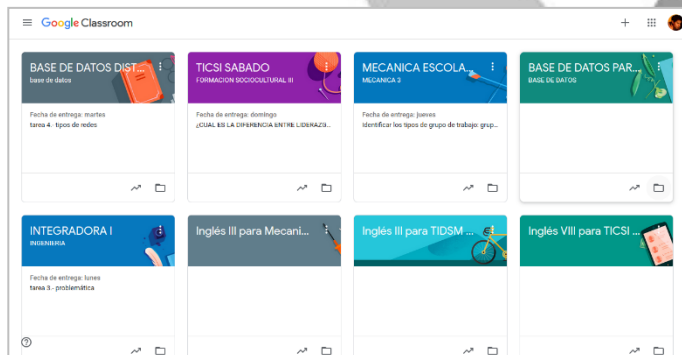 Google Classroom
BASE DE DATOS DIST...
base de datos
Fecha de entrega: martes
tarea 4.- tipos de redes
TICSI SABADO
FORMACION SOCIOCULTURAL III
Fecha de entrega: domingo
¿CUAL ES LA DIFERENCIA ENTRE LIDERAZG...
MECANICA ESCOLA...
MECANICA 3
Fecha de entrega: jueves
Identificar los tipos de grupo de trabajo: grup...
BASE DE DATOS PAR...
BASE DE DATOS
INTEGRADORA I
INGENIERIA
Fecha de entrega: lunes
tarea 3.- problemática
Inglés III para Mecani...
Inglés III para TIDSM ...
Inglés VIII para TICSI ...